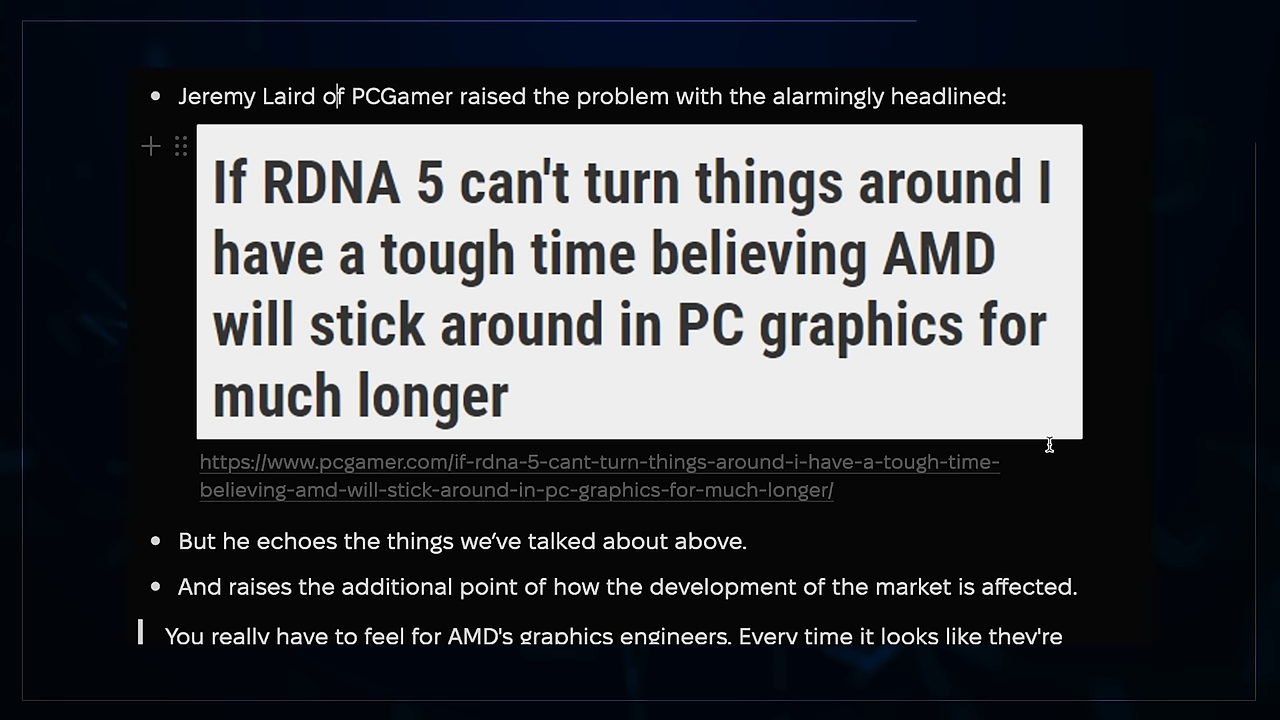 Jeremy Laird of PCGamer raised the problem with the alarmingly headlined:
If RDNA 5 can't turn things around I
have a tough time believing AMD
will stick around in PC graphics for
much longer
https://www.pcgamer.com/if-rdna-5-cant-turn-things-around-i-have-a-tough-time-
believing-amd-will-stick-around-in-pc-graphics-for-much-longer/
But he echoes the things we’ve talked about above.
And raises the additional point of how the development of the market is affected.
You really have to feel for AMD's graphics engineers. Every time it looks like they're